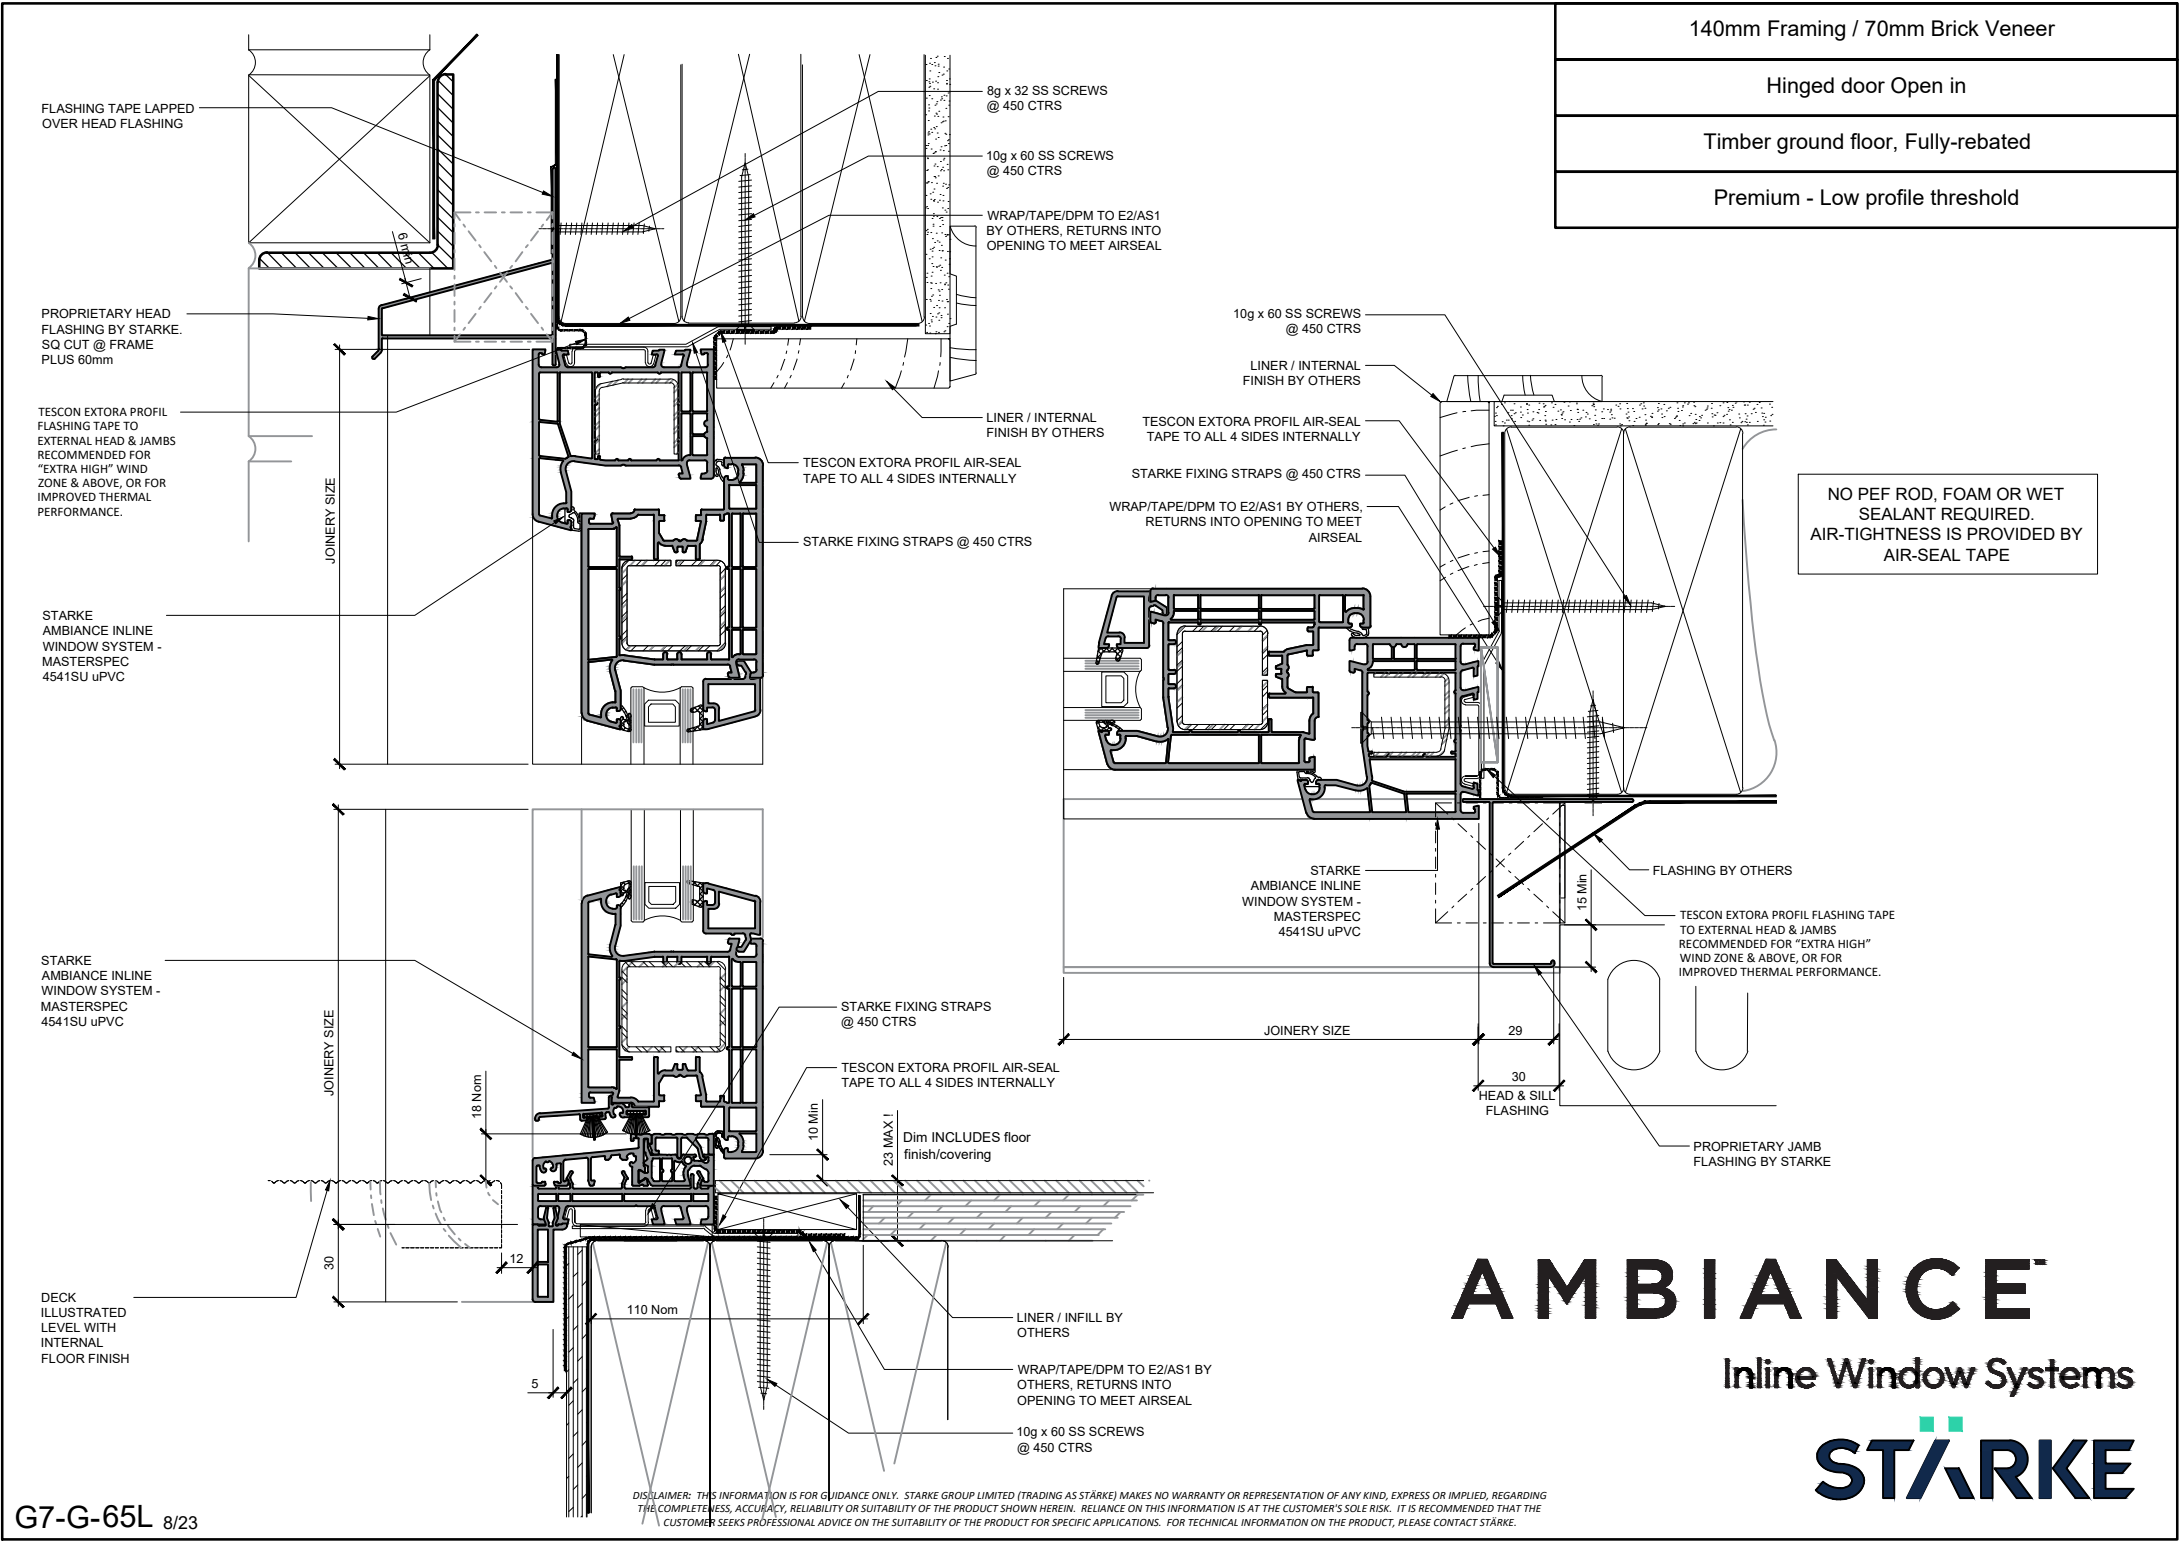 140mm Framing / 70mm Brick Veneer
Hinged door Open in
Timber ground floor, Fully-rebated
Premium - Low profile threshold
FLASHING TAPE LAPPED
OVER HEAD FLASHING
6 mm
PROPRIETARY HEAD
FLASHING BY STARKE.
SQ CUT @ FRAME
PLUS 60mm
TESCON EXTORA PROFIL
FLASHING TAPE TO
EXTERNAL HEAD & JAMBS
RECOMMENDED FOR
“EXTRA HIGH” WIND
ZONE & ABOVE, OR FOR
IMPROVED THERMAL
PERFORMANCE.
JOINERY SIZE
STARKE
AMBIANCE INLINE
WINDOW SYSTEM -
MASTERSPEC
4541SU uPVC
8g x 32 SS SCREWS
@ 450 CTRS
10g x 60 SS SCREWS
@ 450 CTRS
WRAP/TAPE/DPM TO E2/AS1
BY OTHERS, RETURNS INTO
OPENING TO MEET AIRSEAL
LINER / INTERNAL
FINISH BY OTHERS
TESCON EXTORA PROFIL AIR-SEAL
TAPE TO ALL 4 SIDES INTERNALLY
STARKE FIXING STRAPS @ 450 CTRS
10g x 60 SS SCREWS
@ 450 CTRS
LINER / INTERNAL
FINISH BY OTHERS
TESCON EXTORA PROFIL AIR-SEAL
TAPE TO ALL 4 SIDES INTERNALLY
STARKE FIXING STRAPS @ 450 CTRS
WRAP/TAPE/DPM TO E2/AS1 BY OTHERS,
RETURNS INTO OPENING TO MEET
AIRSEAL
NO PEF ROD, FOAM OR WET
SEALANT REQUIRED.
AIR-TIGHTNESS IS PROVIDED BY
AIR-SEAL TAPE
STARKE
AMBIANCE INLINE
WINDOW SYSTEM -
MASTERSPEC
4541SU uPVC
FLASHING BY OTHERS
15 Min
TESCON EXTORA PROFIL FLASHING TAPE
TO EXTERNAL HEAD & JAMBS
RECOMMENDED FOR “EXTRA HIGH”
WIND ZONE & ABOVE, OR FOR
IMPROVED THERMAL PERFORMANCE.
JOINERY SIZE
29
30
HEAD & SILL
FLASHING
PROPRIETARY JAMB
FLASHING BY STARKE
STARKE
AMBIANCE INLINE
WINDOW SYSTEM -
MASTERSPEC
4541SU uPVC
JOINERY SIZE
18 Nom
STARKE FIXING STRAPS
@ 450 CTRS
TESCON EXTORA PROFIL AIR-SEAL
TAPE TO ALL 4 SIDES INTERNALLY
10 Min
23 MAX !
Dim INCLUDES floor
finish/covering
30
12
DECK
ILLUSTRATED
LEVEL WITH
INTERNAL
FLOOR FINISH
110 Nom
5
LINER / INFILL BY
OTHERS
WRAP/TAPE/DPM TO E2/AS1 BY
OTHERS, RETURNS INTO
OPENING TO MEET AIRSEAL
10g x 60 SS SCREWS
@ 450 CTRS
AMBIANCE™
Inline Window Systems
STÄRKE
DISCLAIMER: THIS INFORMATION IS FOR GUIDANCE ONLY. STARKE GROUP LIMITED (TRADING AS STÄRKE) MAKES NO WARRANTY OR REPRESENTATION OF ANY KIND, EXPRESS OR IMPLIED, REGARDING
THE COMPLETENESS, ACCURACY, RELIABILITY OR SUITABILITY OF THE PRODUCT SHOWN HEREIN. RELIANCE ON THIS INFORMATION IS AT THE CUSTOMER'S SOLE RISK. IT IS RECOMMENDED THAT THE
CUSTOMER SEEKS PROFESSIONAL ADVICE ON THE SUITABILITY OF THE PRODUCT FOR SPECIFIC APPLICATIONS. FOR TECHNICAL INFORMATION ON THE PRODUCT, PLEASE CONTACT STÄRKE.
G7-G-65L 8/23